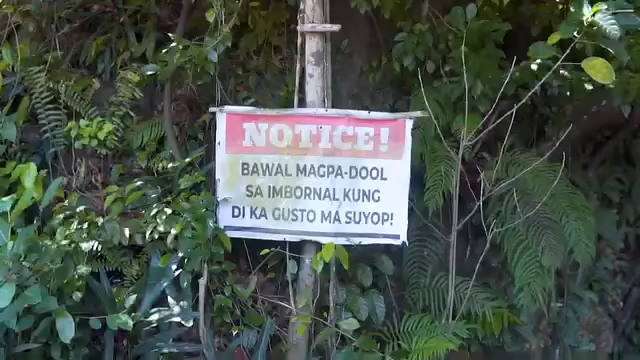 NOTICE!
BAWAL MAGPA-DOOL
SA IMBORNAL KUNG
DI KA GUSTO MA SUYOP!